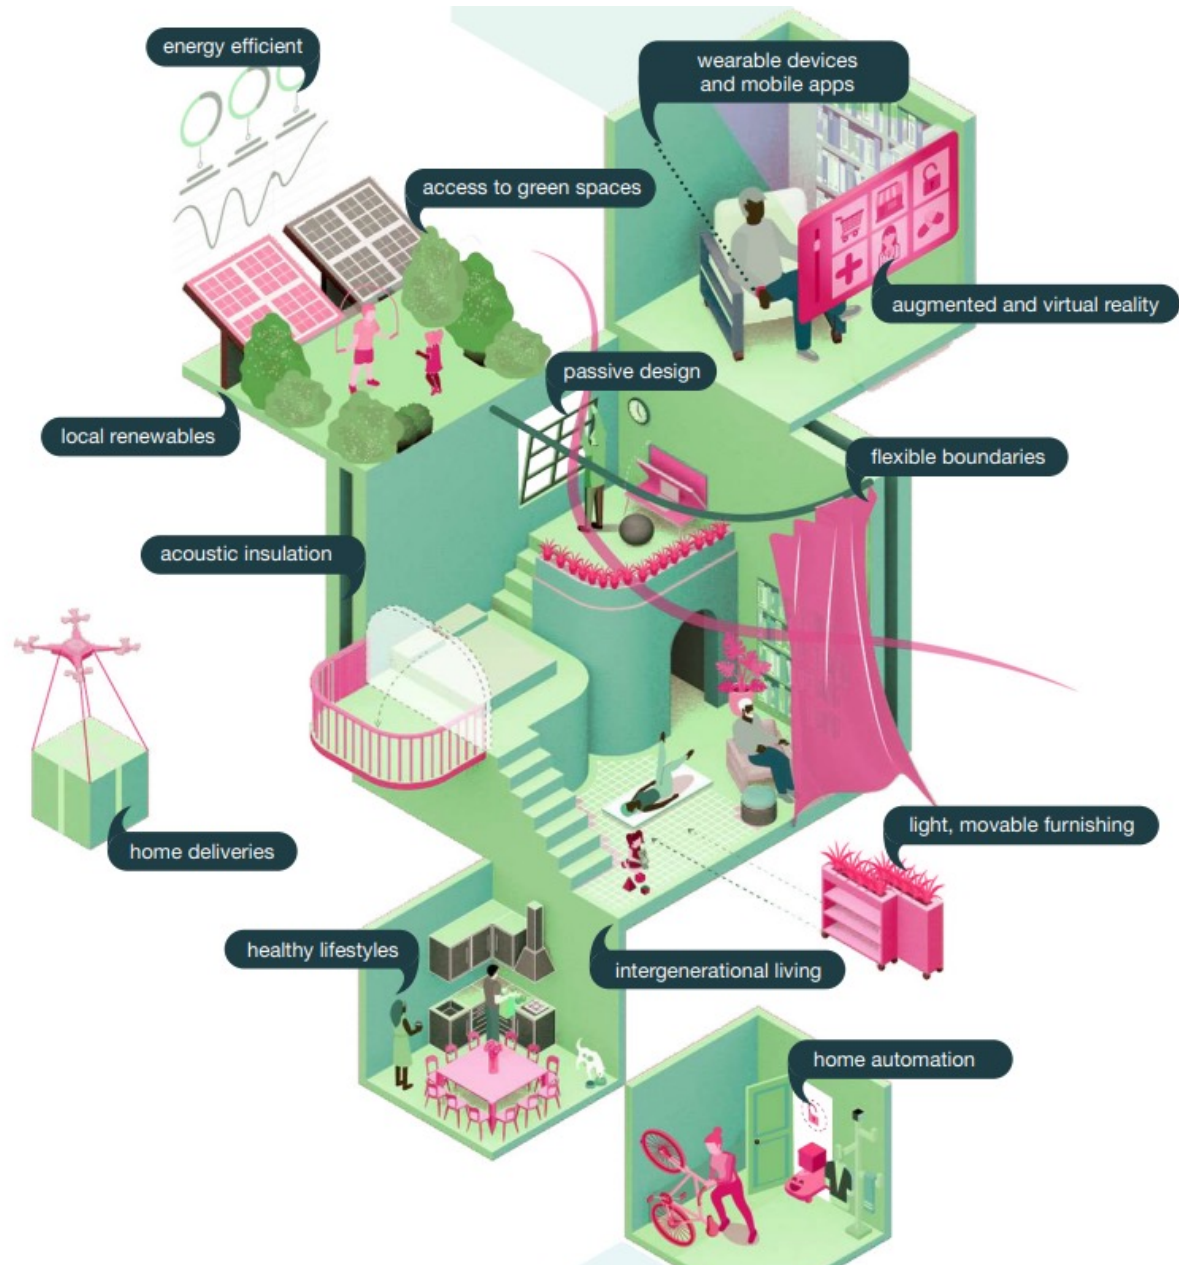 energy efficient
wearable devices
and mobile apps
access to green spaces
augmented and virtual reality
passive design
local renewables
flexible boundaries
acoustic insulation
light, movable furnishing
home deliveries
healthy lifestyles
intergenerational living
home automation